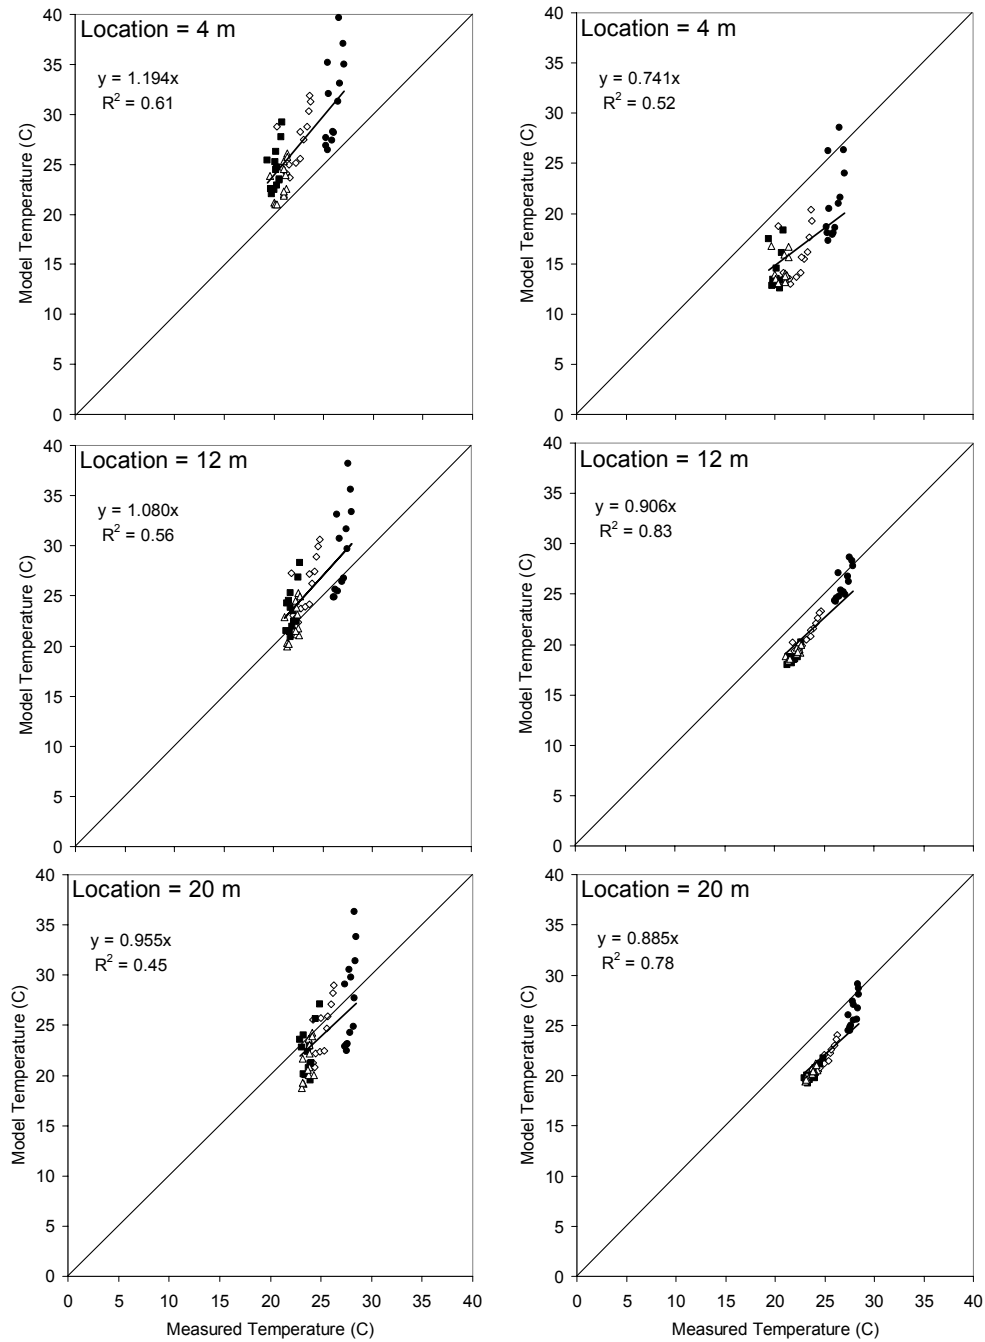 Location = 4 m
y = 1.194x
R² = 0.61
Model Temperature (C)
40
35
30
25
20
15
10
5
0
Location = 4 m
y = 0.741x
R² = 0.52
Model Temperature (C)
40
35
30
25
20
15
10
5
0
Location = 12 m
y = 1.080x
R² = 0.56
Model Temperature (C)
40
35
30
25
20
15
10
5
0
Location = 12 m
y = 0.906x
R² = 0.83
Model Temperature (C)
40
35
30
25
20
15
10
5
0
Location = 20 m
y = 0.955x
R² = 0.45
Model Temperature (C)
40
35
30
25
20
15
10
5
0
0 5 10 15 20 25 30 35 40
Measured Temperature (C)
Location = 20 m
y = 0.885x
R² = 0.78
Model Temperature (C)
40
35
30
25
20
15
10
5
0
0 5 10 15 20 25 30 35 40
Measured Temperature (C)